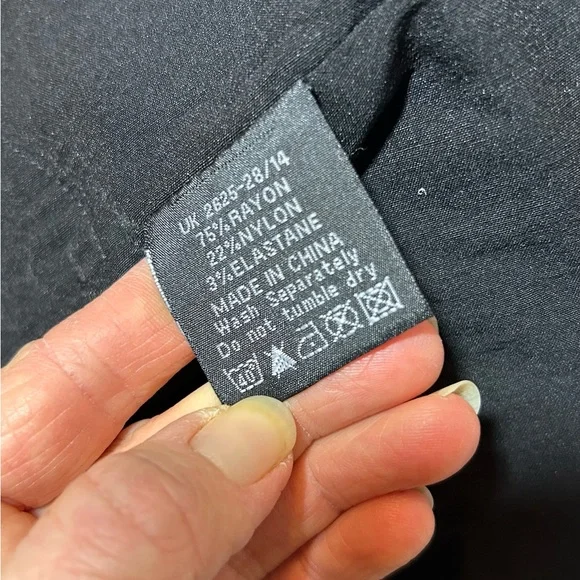 UK 2625-28/14
75%RAYON
22%NYLON
3%ELASTANE
MADE IN CHINA
Wash Separately
Do not tumble dry
40°